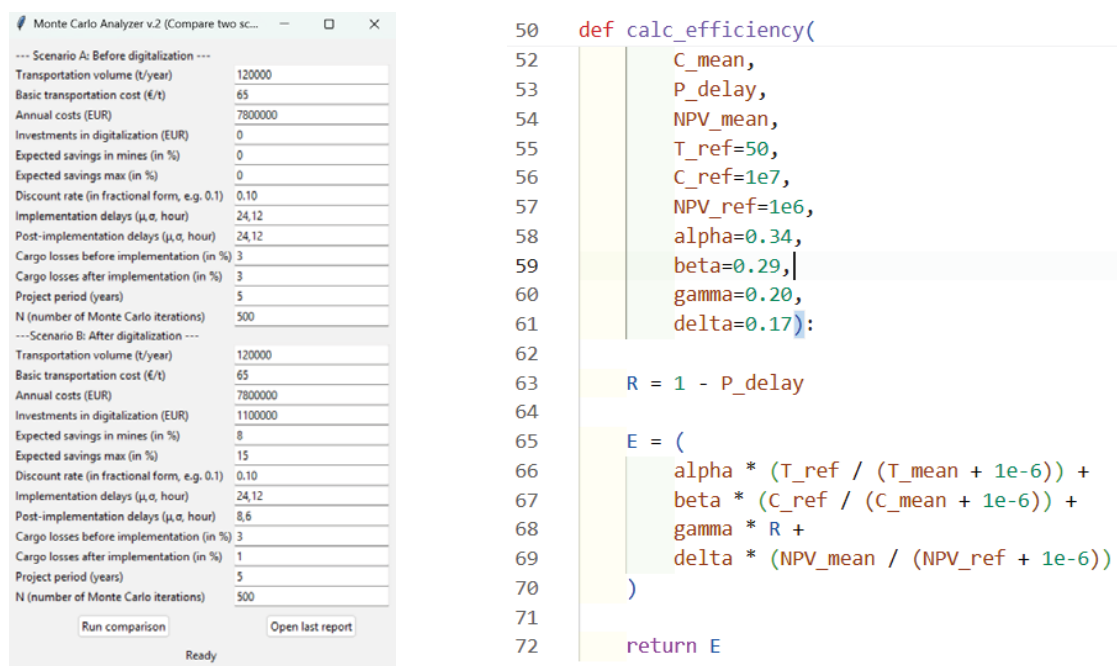 Monte Carlo Analyzer v.2 (Compare two sc...
--- Scenario A: Before digitalization ---
Transportation volume (t/year) 120000
Basic transportation cost (€/t) 65
Annual costs (EUR) 7800000
Investments in digitalization (EUR) 0
Expected savings in mines (in %) 0
Expected savings max (in %) 0
Discount rate (in fractional form, e.g. 0.1) 0.10
Implementation delays (μ,σ, hour) 24,12
Post-implementation delays (μ,σ, hour) 24,12
Cargo losses before implementation (in %) 3
Cargo losses after implementation (in %) 3
Project period (years) 5
N (number of Monte Carlo iterations) 500
---Scenario B: After digitalization ---
Transportation volume (t/year) 120000
Basic transportation cost (€/t) 65
Annual costs (EUR) 7800000
Investments in digitalization (EUR) 1100000
Expected savings in mines (in %) 8
Expected savings max (in %) 15
Discount rate (in fractional form, e.g. 0.1) 0.10
Implementation delays (μ,σ, hour) 24,12
Post-implementation delays (μ,σ, hour) 8,6
Cargo losses before implementation (in %) 3
Cargo losses after implementation (in %) 1
Project period (years) 5
N (number of Monte Carlo iterations) 500
Run comparison Open last report
Ready
50 def calc_efficiency(
52 C_mean,
53 P_delay,
54 NPV_mean,
55 T_ref=50,
56 C_ref=1e7,
57 NPV_ref=1e6,
58 alpha=0.34,
59 beta=0.29,
60 gamma=0.20,
61 delta=0.17):
62
63 R = 1 - P_delay
64
65 E = (
66 alpha * (T_ref / (T_mean + 1e-6)) +
67 beta * (C_ref / (C_mean + 1e-6)) +
68 gamma * R +
69 delta * (NPV_mean / (NPV_ref + 1e-6))
70 )
71
72 return E